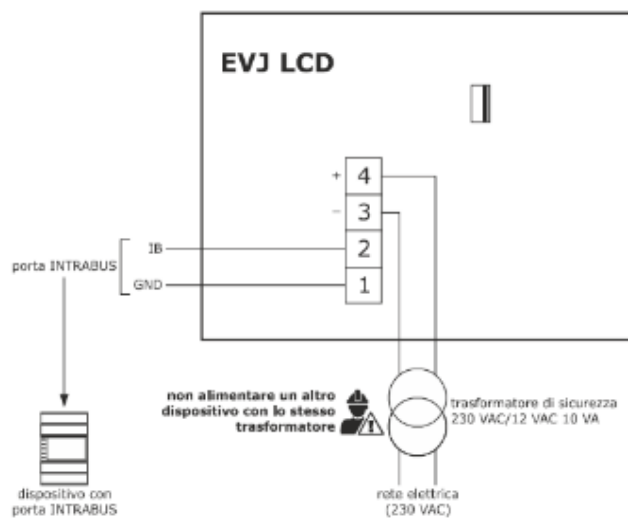 EVJ LCD
+ 4
- 3
IB 2
porta INTRABUS
GND 1
non alimentare un altro
dispositivo con lo stesso
trasformatore
trasformatore di sicurezza
230 VAC/12 VAC 10 VA
dispositivo con
porta INTRABUS
rete elettrica
(230 VAC)